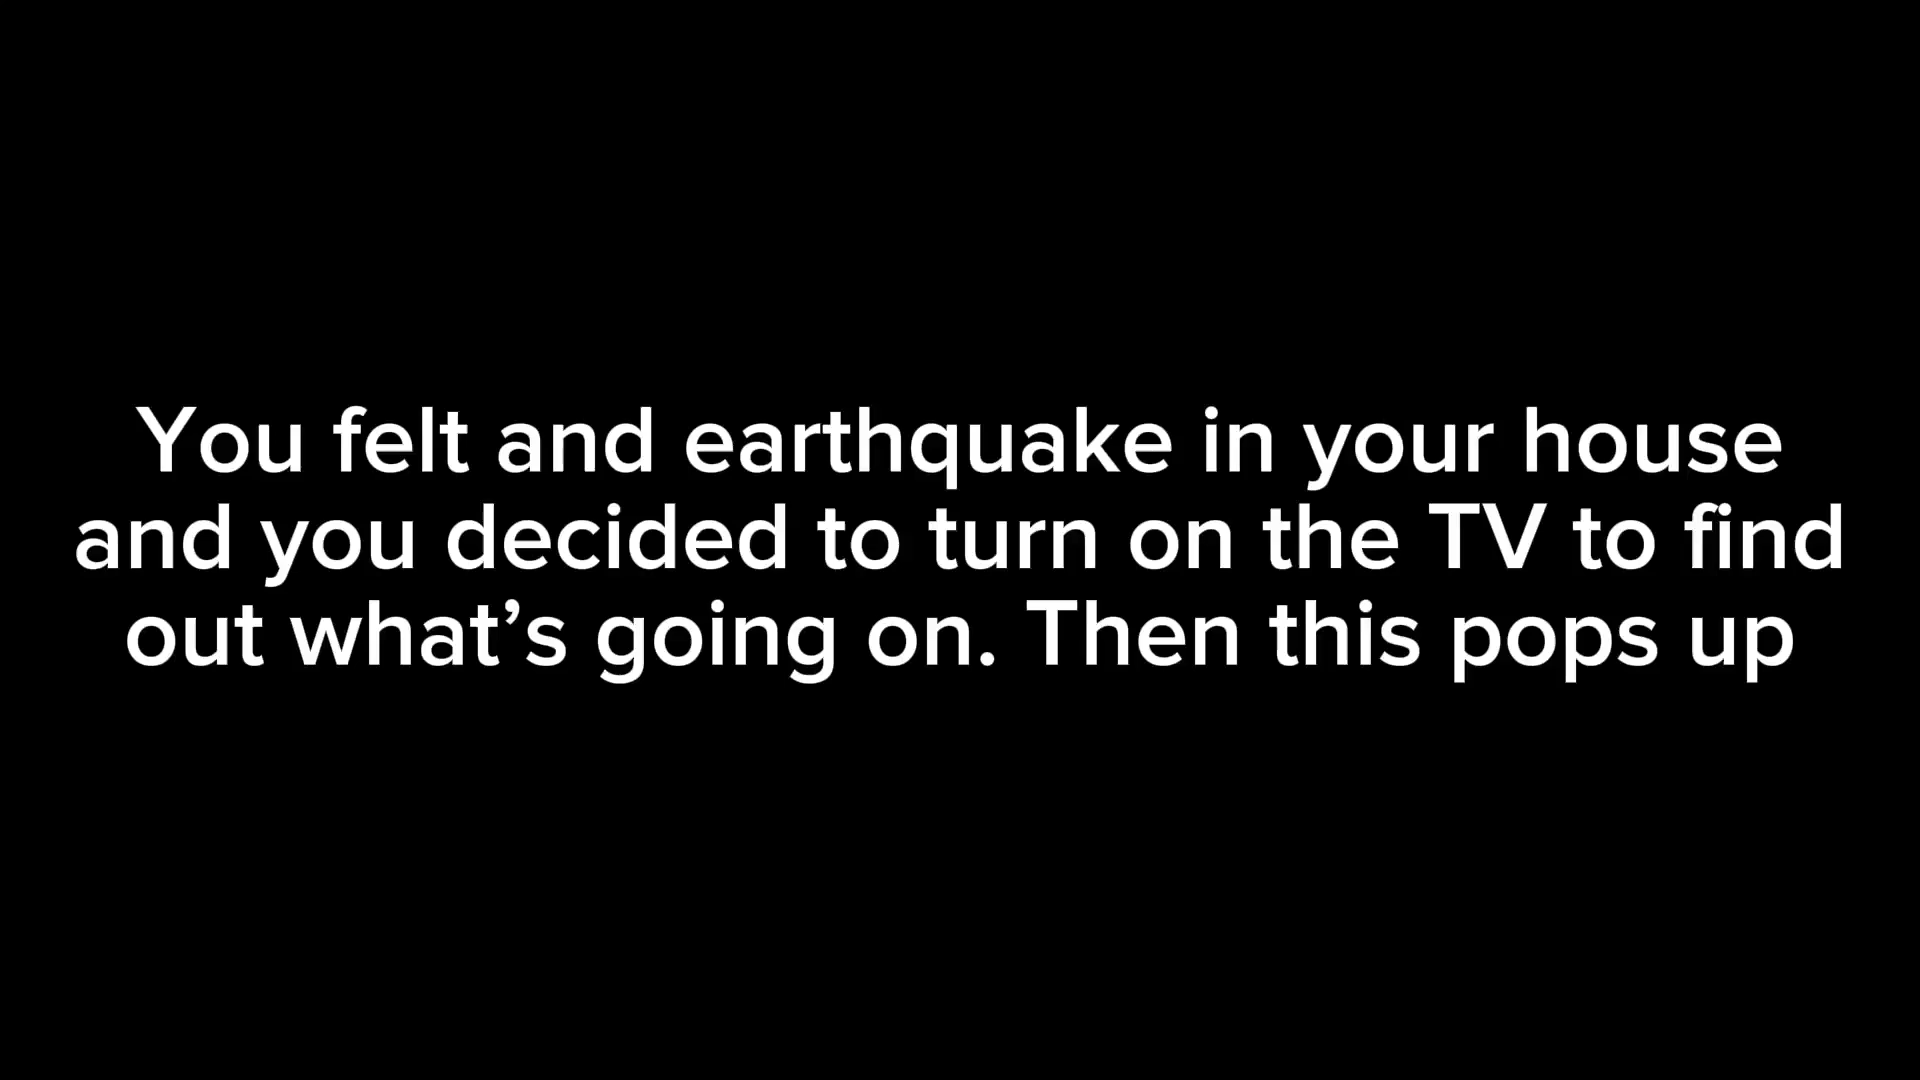 You felt and earthquake in your house
and you decided to turn on the TV to find
out what’s going on. Then this pops up